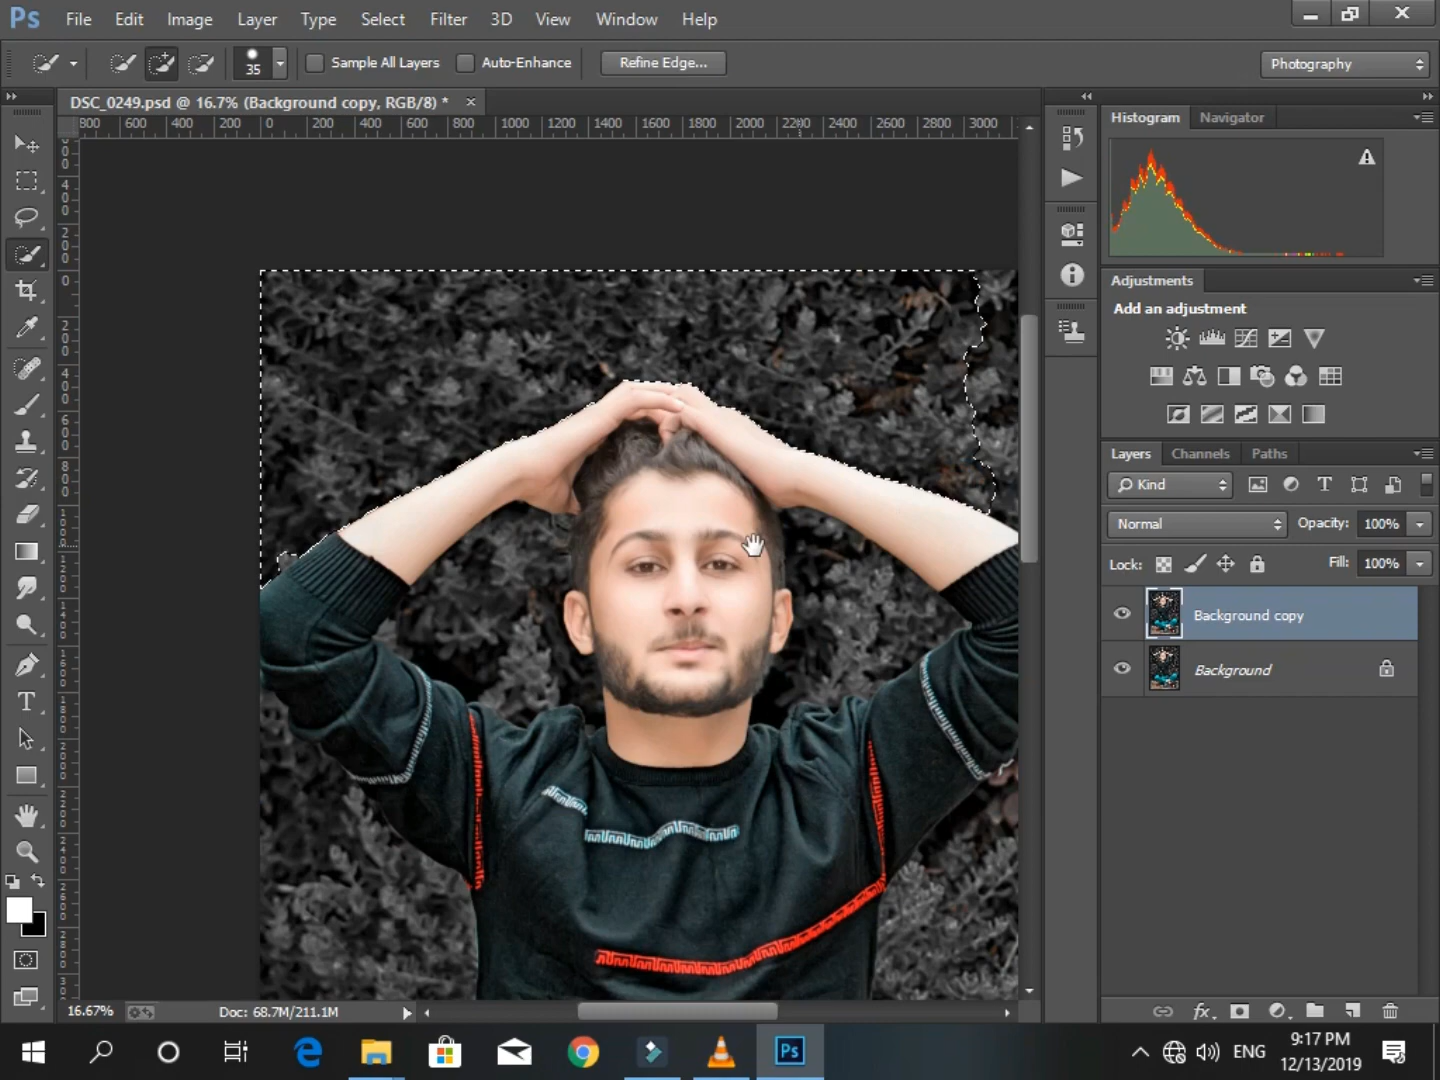 Ps File Edit Image Layer Type Select Filter 3D View Window Help
35 Sample All Layers Auto-Enhance Refine Edge... Photography
DSC_0249.psd @ 16.7% (Background copy, RGB/8) * ×
800 600 400 200 0 200 400 600 800 1000 1200 1400 1600 1800 2000 2200 2400 2600 2800 3000
Histogram Navigator
Adjustments
Add an adjustment
Layers Channels Paths
Kind
Normal Opacity: 100%
Lock: Fill: 100%
Background copy
Background
16.67% Doc: 68.7M/211.1M
Ps ENG 9:17 PM
12/13/2019